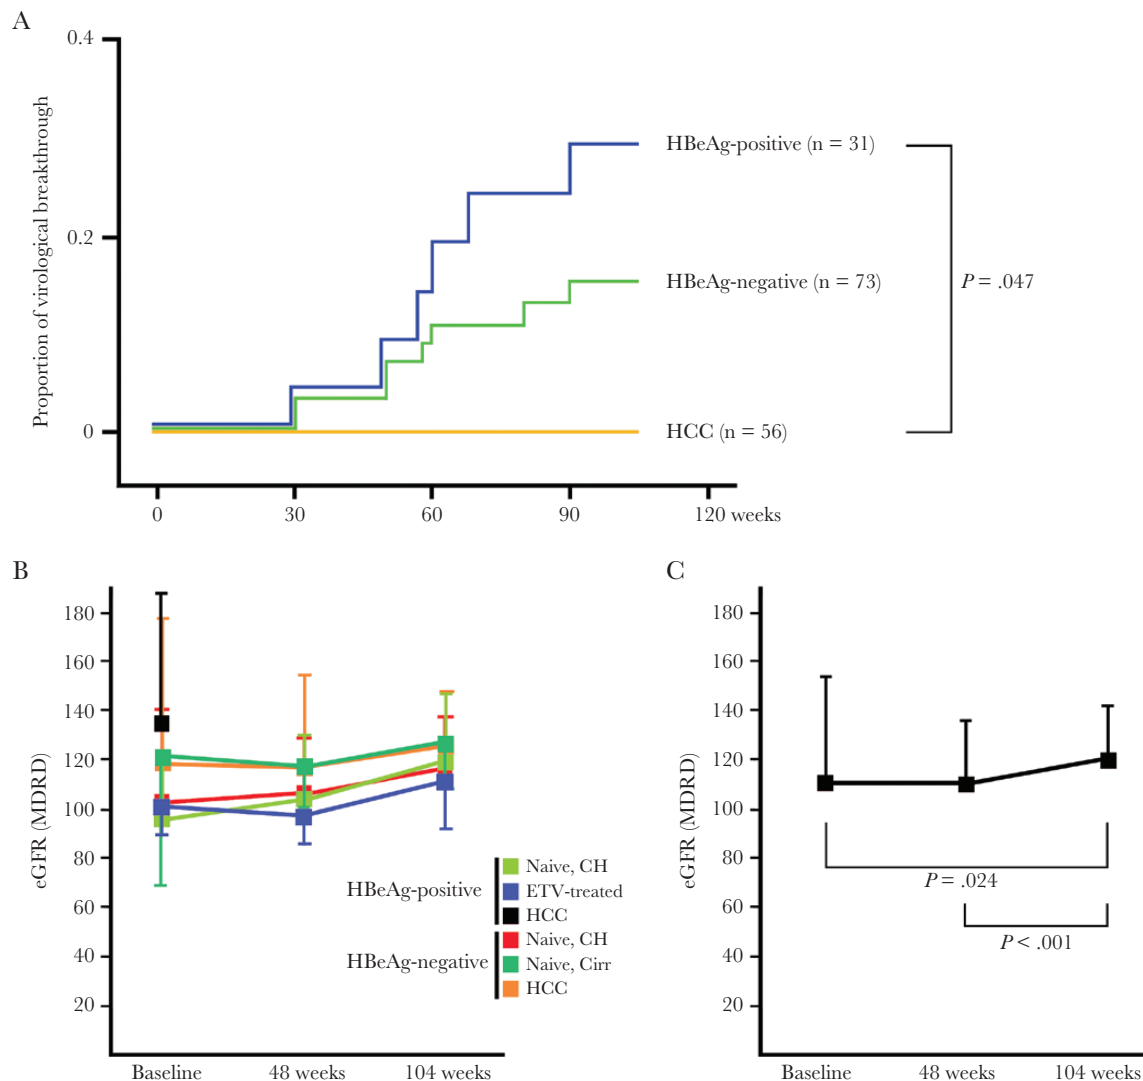 A
0.4
0.2
0
Proportion of virological breakthrough
HBeAg-positive (n = 31)
HBeAg-negative (n = 73)
HCC (n = 56)
P = .047
0 30 60 90 120 weeks
B
180
160
140
120
100
80
60
40
20
eGFR (MDRD)
HBeAg-positive
Naive, CH
ETV-treated
HCC
HBeAg-negative
Naive, CH
Naive, Cirr
HCC
Baseline 48 weeks 104 weeks
C
180
160
140
120
100
80
60
40
20
eGFR (MDRD)
P = .024
P < .001
Baseline 48 weeks 104 weeks